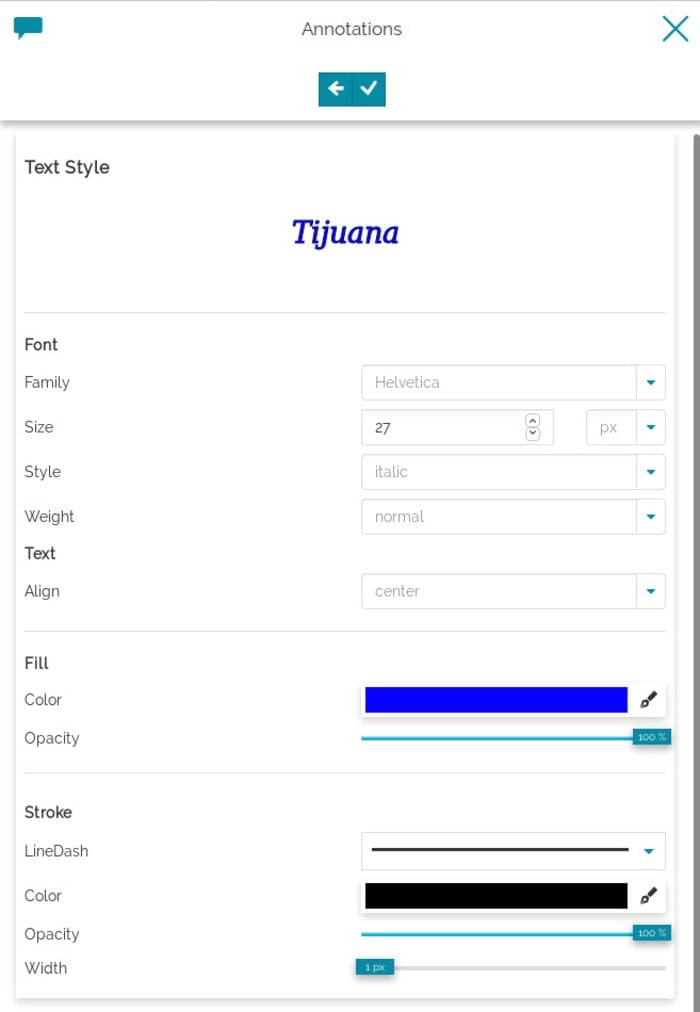 Annotations
Text Style
Tijuana
Font
Family Helvetica
Size 27 px
Style italic
Weight normal
Text
Align center
Fill
Color
Opacity 100 %
Stroke
LineDash
Color
Opacity 100 %
Width 1 px